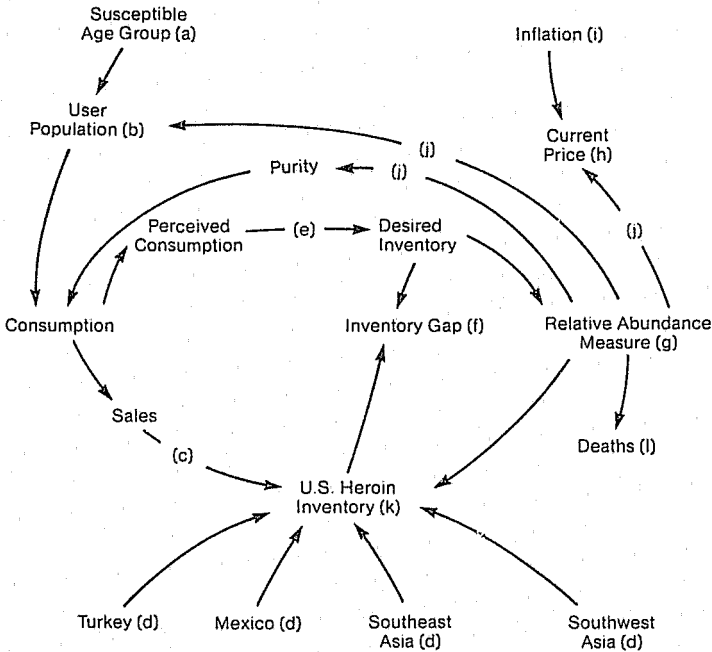 Susceptible
Age Group (a)
Inflation (i)
User
Population (b)
Current
Price (h)
(j)
Purity
(j)
Perceived
Consumption
(e)
Desired
Inventory
(j)
Consumption
Inventory Gap (f)
Relative Abundance
Measure (g)
Sales
Deaths (l)
(c)
U.S. Heroin
Inventory (k)
Turkey (d)
Mexico (d)
Southeast
Asia (d)
Southwest
Asia (d)